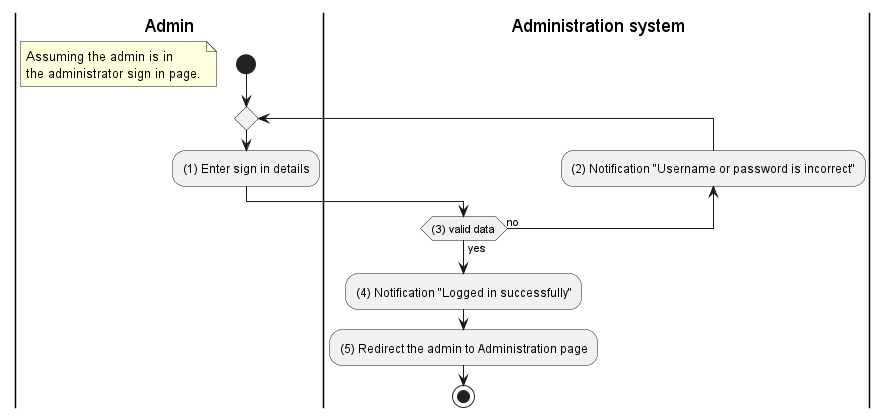 Admin
Administration system
Assuming the admin is in
the administrator sign in page.
(1) Enter sign in details
(2) Notification "Username or password is incorrect"
(3) valid data
no
yes
(4) Notification "Logged in successfully"
(5) Redirect the admin to Administration page